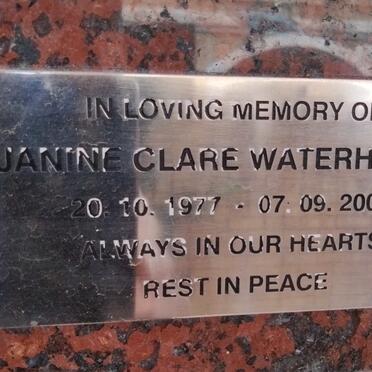 IN LOVING MEMORY O
JANINE CLARE WATERH
20. 10. 1977 - 07. 09. 200
ALWAYS IN OUR HEARTS
REST IN PEACE